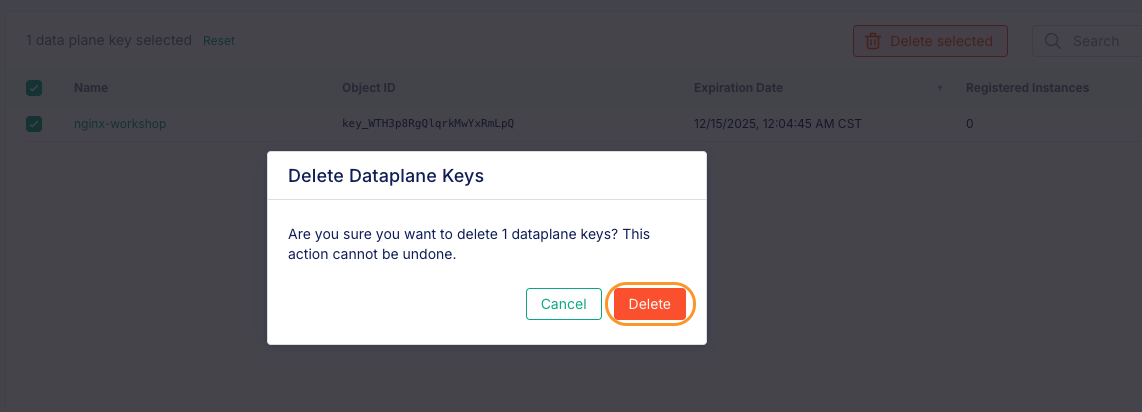 1 data plane key selected Reset Delete selected Search
Name Object ID Expiration Date Registered Instances
nginx-workshop key_WTH3p8RgQlqrkMwYxRmLpQ 12/15/2025, 12:04:45 AM CST 0
Delete Dataplane Keys
Are you sure you want to delete 1 dataplane keys? This
action cannot be undone.
Cancel Delete